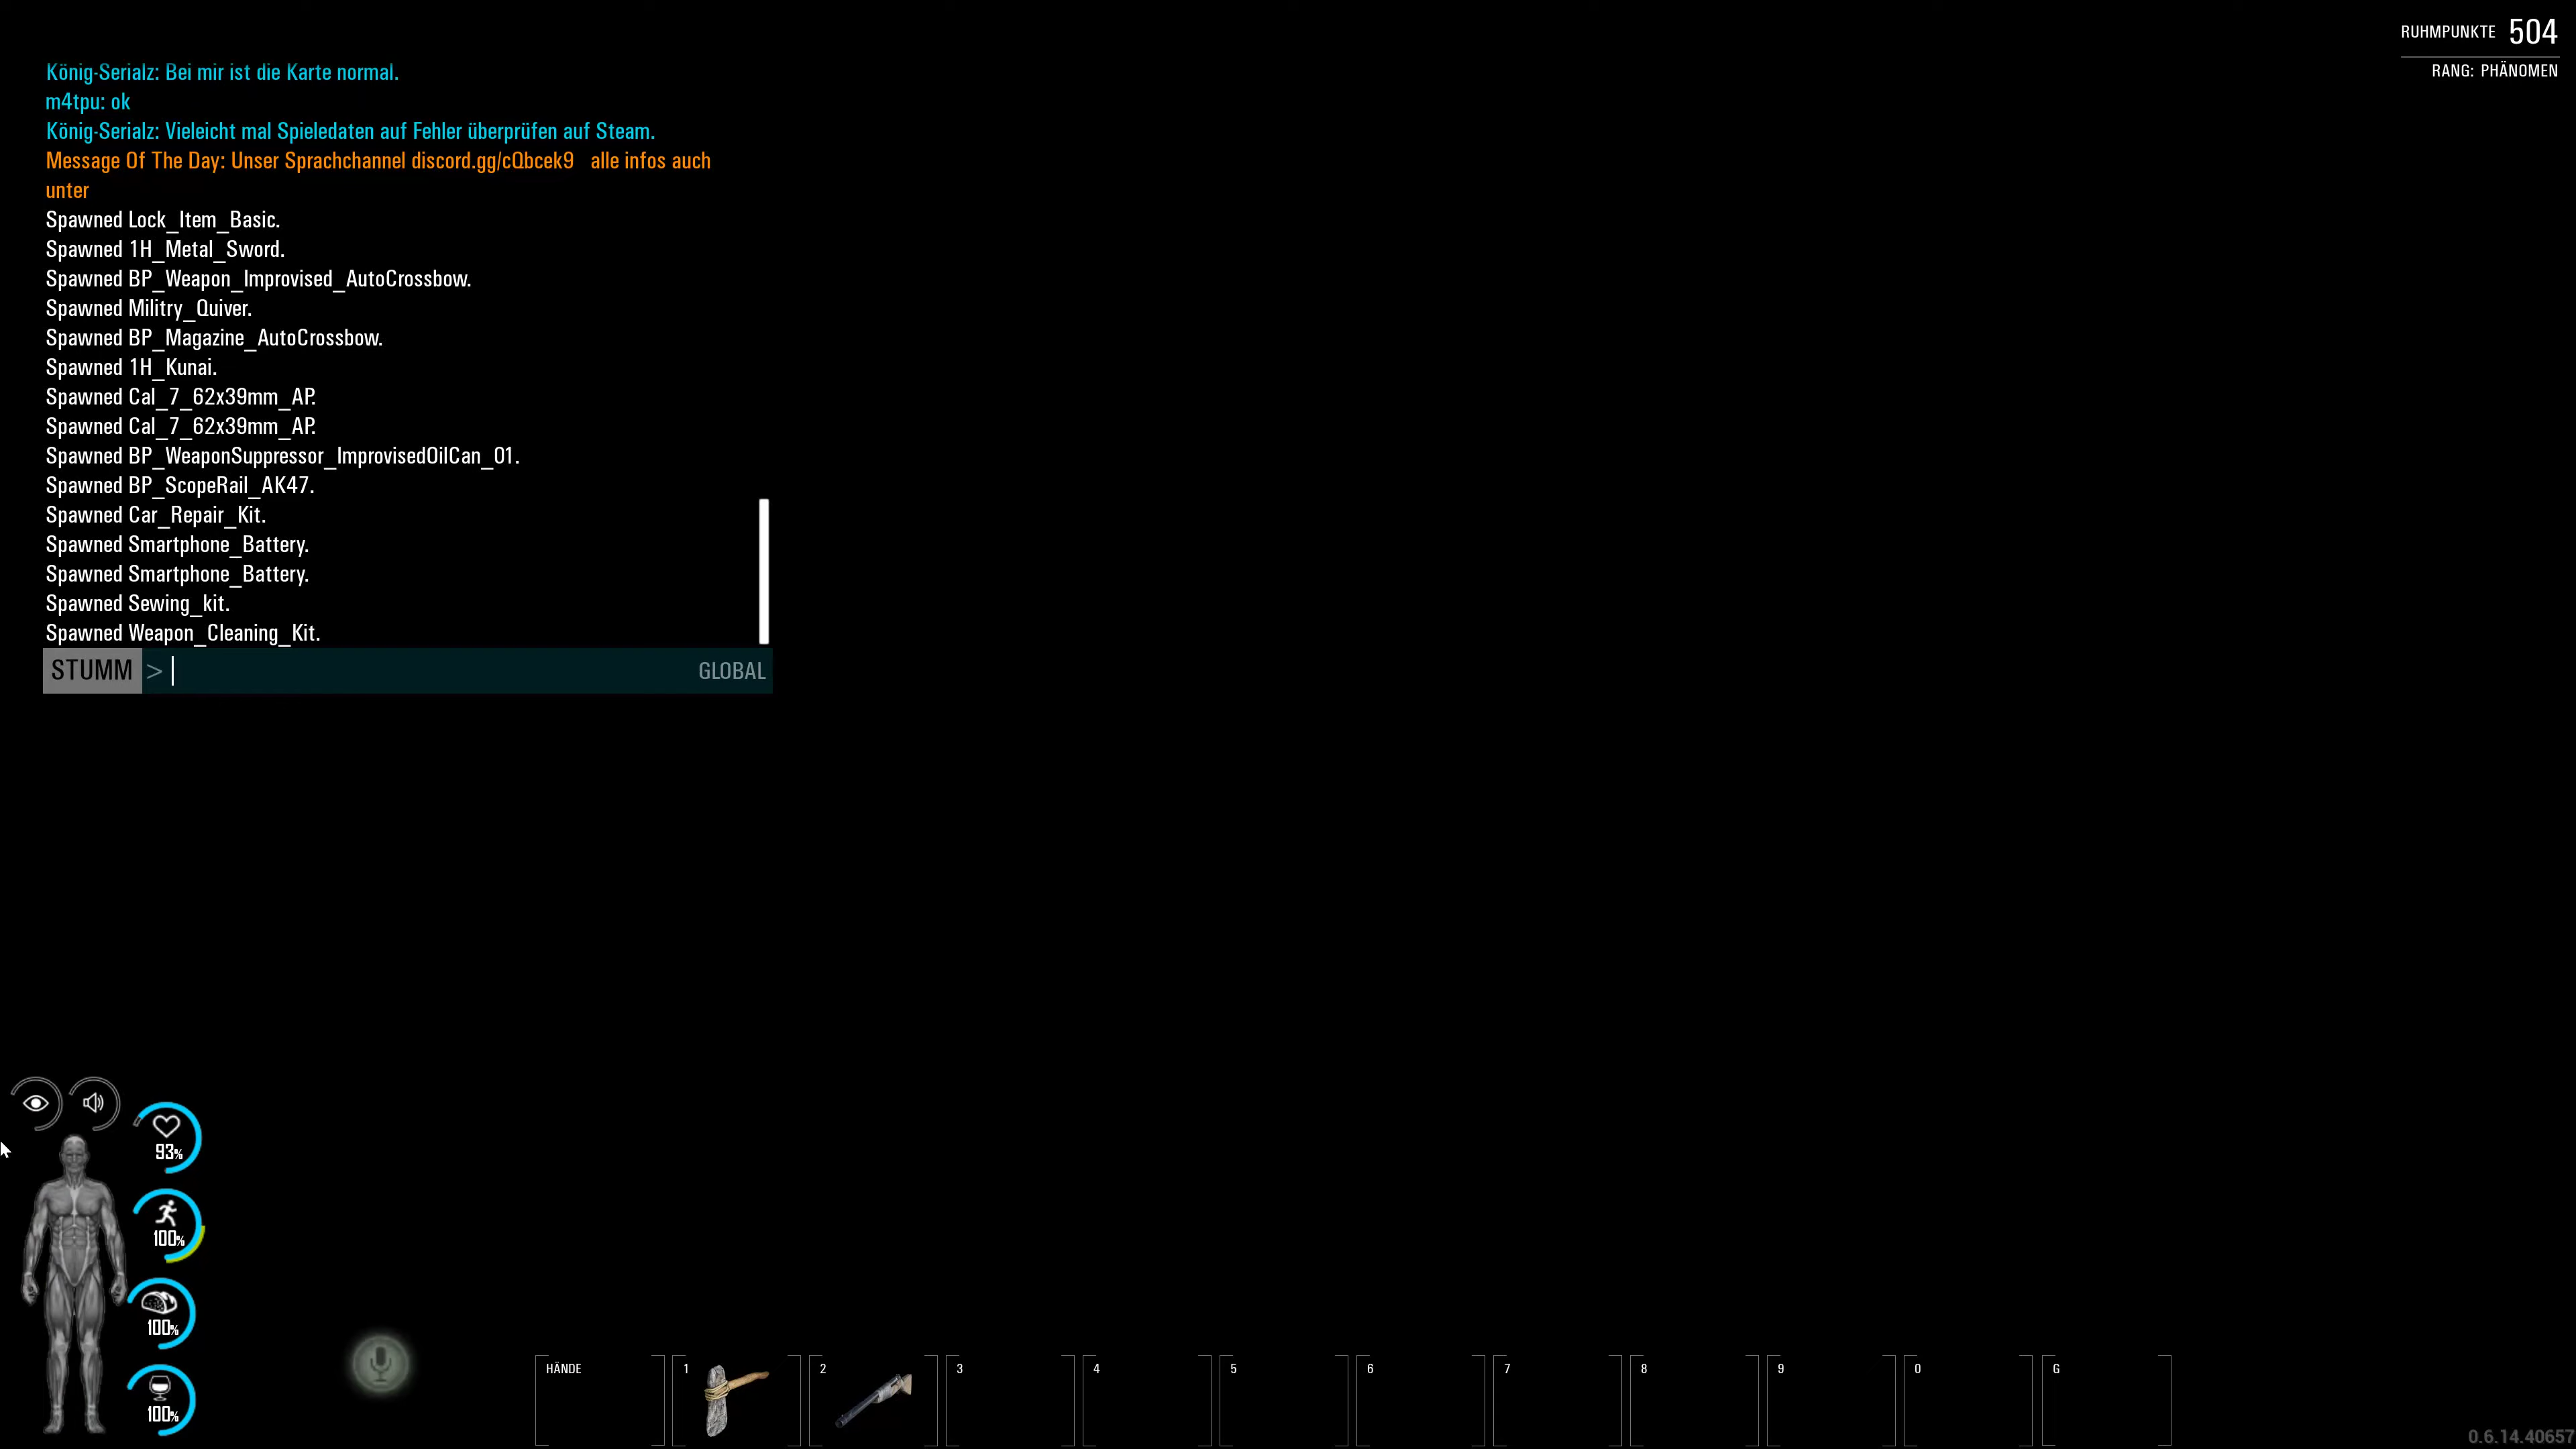 RUHMPUNKTE 504
RANG: PHÄNOMEN
König-Serialz: Bei mir ist die Karte normal.
m4tpu: ok
König-Serialz: Vieleicht mal Spieledaten auf Fehler überprüfen auf Steam.
Message Of The Day: Unser Sprachchannel discord.gg/cQbcek9 alle infos auch
unter
Spawned Lock_Item_Basic.
Spawned 1H_Metal_Sword.
Spawned BP_Weapon_Improvised_AutoCrossbow.
Spawned Militry_Quiver.
Spawned BP_Magazine_AutoCrossbow.
Spawned 1H_Kunai.
Spawned Cal_7_62x39mm_AP.
Spawned Cal_7_62x39mm_AP.
Spawned BP_WeaponSuppressor_ImprovisedOilCan_01.
Spawned BP_ScopeRail_AK47.
Spawned Car_Repair_Kit.
Spawned Smartphone_Battery.
Spawned Smartphone_Battery.
Spawned Sewing_kit.
Spawned Weapon_Cleaning_Kit.
STUMM > GLOBAL
93%
100%
100%
100%
HÄNDE 1 2 3 4 5 6 7 8 9 0 G
0.6.14.40657